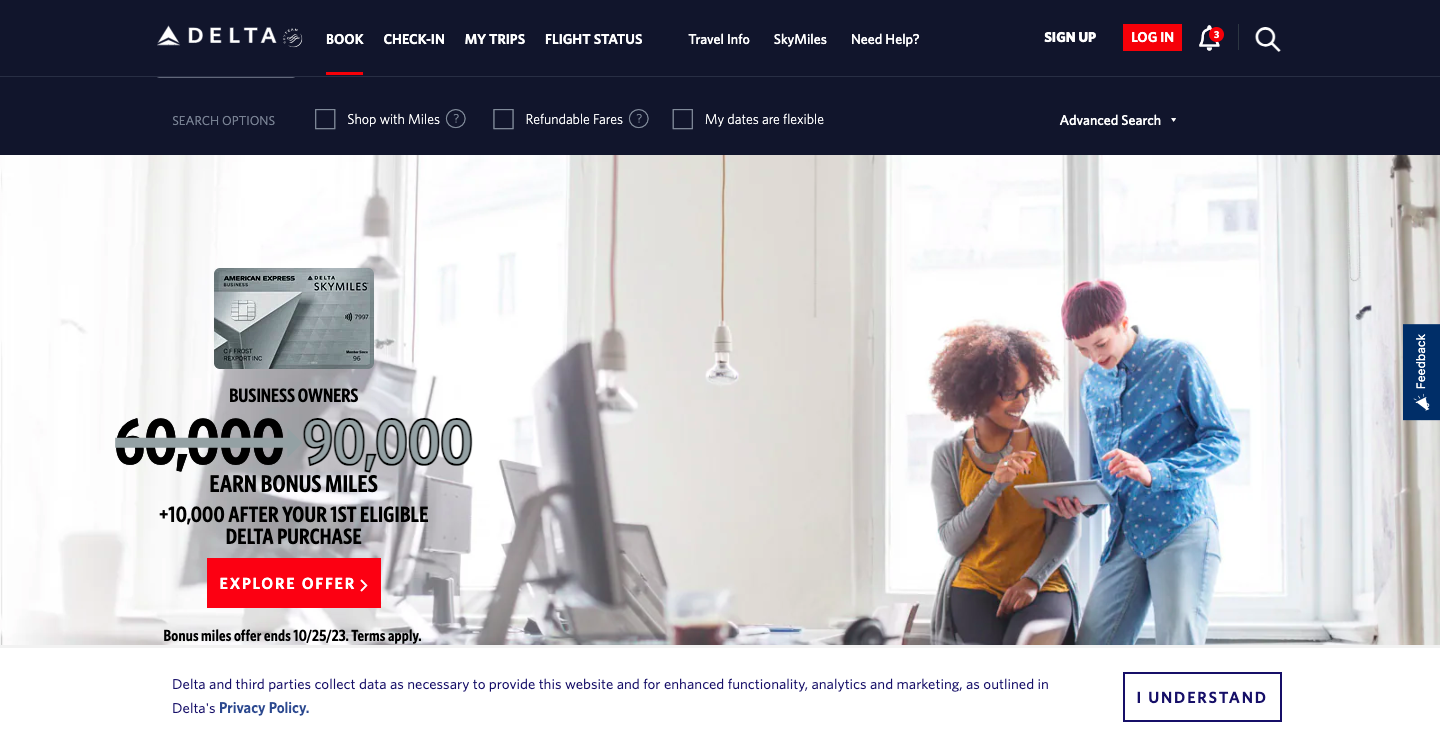 DELTA
BOOK
CHECK-IN
MY TRIPS
FLIGHT STATUS
Travel Info
SkyMiles
Need Help?
SIGN UP
LOG IN
3
SEARCH OPTIONS
Shop with Miles ?
Refundable Fares ?
My dates are flexible
Advanced Search
AMERICAN EXPRESS
BUSINESS
DELTA
SKYMILES
7997
C F FROST
REXPORT INC
Member Since
96
BUSINESS OWNERS
60,000 90,000
EARN BONUS MILES
+10,000 AFTER YOUR 1ST ELIGIBLE
DELTA PURCHASE
EXPLORE OFFER
Bonus miles offer ends 10/25/23. Terms apply.
Feedback
Delta and third parties collect data as necessary to provide this website and for enhanced functionality, analytics and marketing, as outlined in
Delta's Privacy Policy.
I UNDERSTAND